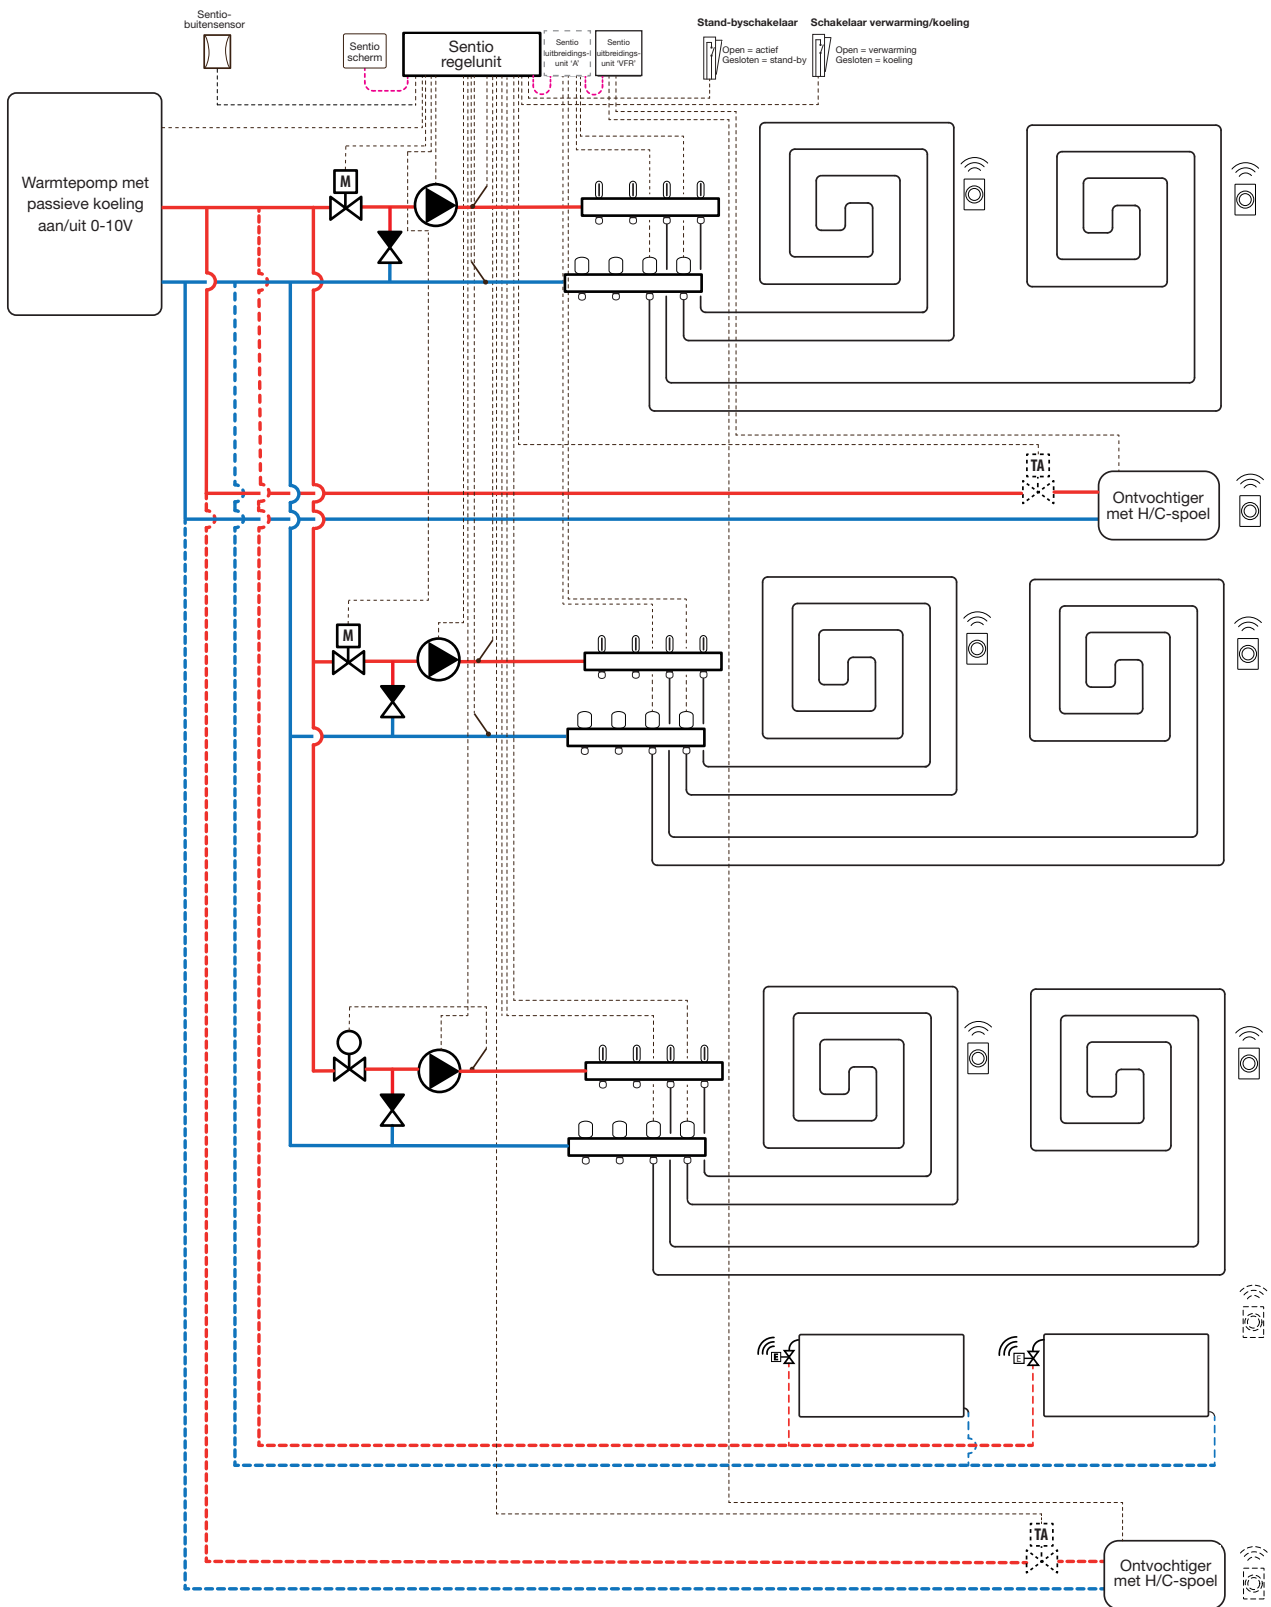 Sentio-
buitensensor
Sentio
scherm
Sentio
regelunit
Sentio
uitbreidings-
unit 'A'
Sentio
uitbreidings-
unit 'VFR'
Stand-byschakelaar
Open = actief
Gesloten = stand-by
Schakelaar verwarming/koeling
Open = verwarming
Gesloten = koeling
Warmtepomp met
passieve koeling
aan/uit 0-10V
M
TA
Ontvochtiger
met H/C-spoel
M
E
E
TA
Ontvochtiger
met H/C-spoel